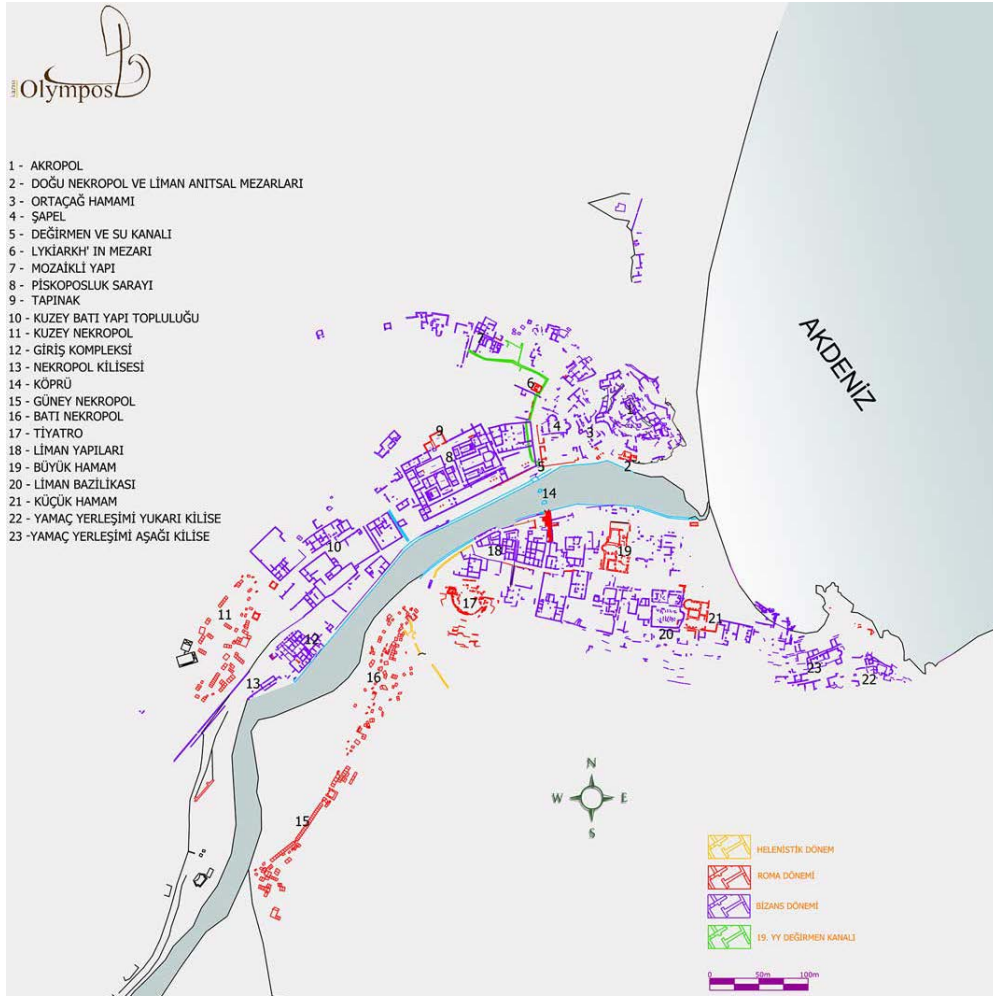 Olympos
1 - AKROPOL
2 - DOĞU NEKROPOL VE LİMAN ANITSAL MEZARLARI
3 - ORTAÇAĞ HAMAMI
4 - ŞAPEL
5 - DEĞİRMEN VE SU KANALI
6 - LYKİARKH' IN MEZARI
7 - MOZAİKLİ YAPI
8 - PİSKOPOSLUK SARAYI
9 - TAPINAK
10 - KUZEY BATI YAPI TOPLULUĞU
11 - KUZEY NEKROPOL
12 - GİRİŞ KOMPLEKSİ
13 - NEKROPOL KİLİSESİ
14 - KÖPRÜ
15 - GÜNEY NEKROPOL
16 - BATI NEKROPOL
17 - TİYATRO
18 - LİMAN YAPILARI
19 - BÜYÜK HAMAM
20 - LİMAN BAZİLİKASI
21 - KÜÇÜK HAMAM
22 - YAMAÇ YERLEŞİMİ YUKARI KİLİSE
23 -YAMAÇ YERLEŞİMİ AŞAĞI KİLİSE
AKDENİZ
7
6
1
9
4
3
8
5
2
14
10
18
19
17
11
21
12
20
16
13
23
22
15
N
W E
S
HELENİSTİK DÖNEM
ROMA DÖNEMİ
BİZANS DÖNEMİ
19. YY DEĞİRMEN KANALI
0 50m 100m